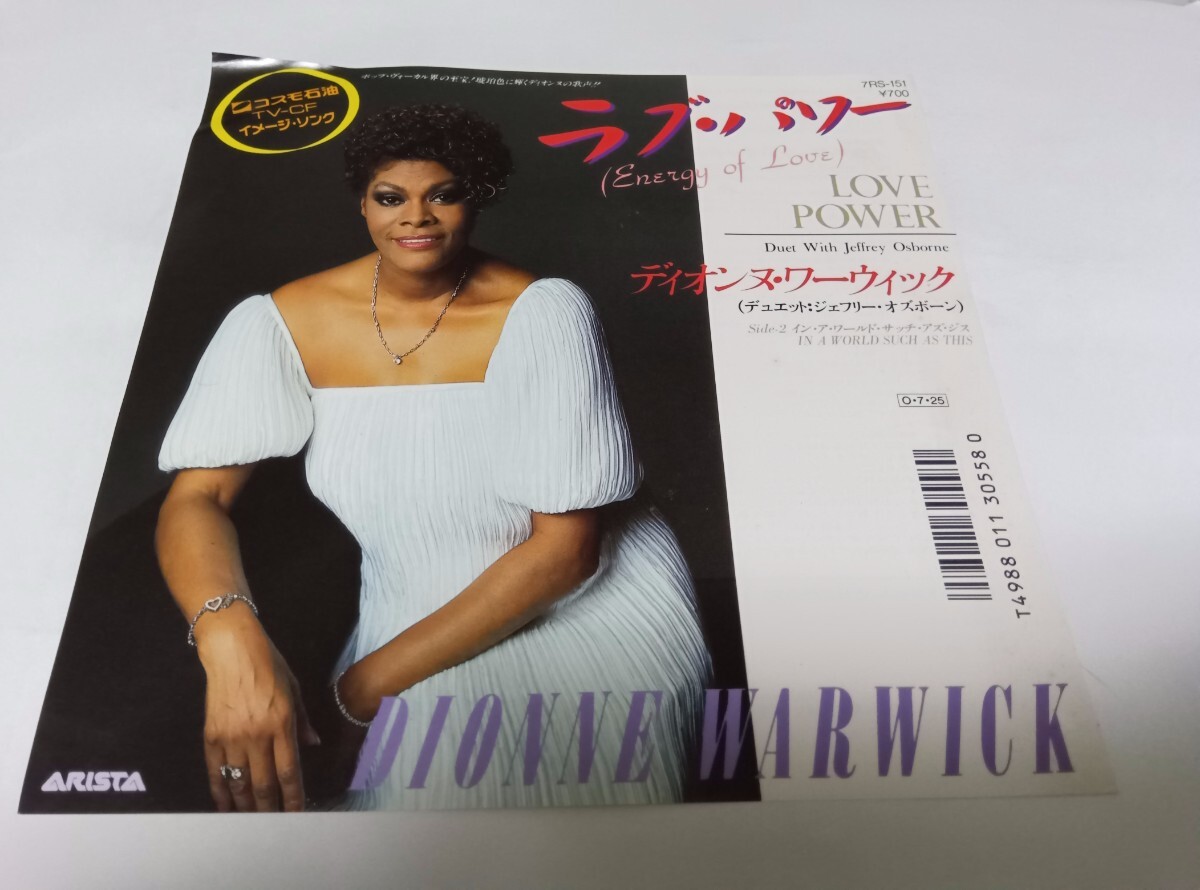 コスモ石油
TV-CF
イメージ・ソング
ポップ・ヴォーカル界の至宝!琥珀色に輝くディオンヌの歌声!!
7RS-151
¥700
ラブ・パワー
(Energy of Love)
LOVE
POWER
Duet With Jeffrey Osborne
ディオンヌ・ワーウィック
(デュエット:ジェフリー・オズボーン)
Side-2 イン・ア・ワールド・サッチ・アズ・ジス
IN A WORLD SUCH AS THIS
O・7・25
T4988 011 30558 0
DIONNE WARWICK
ARISTA